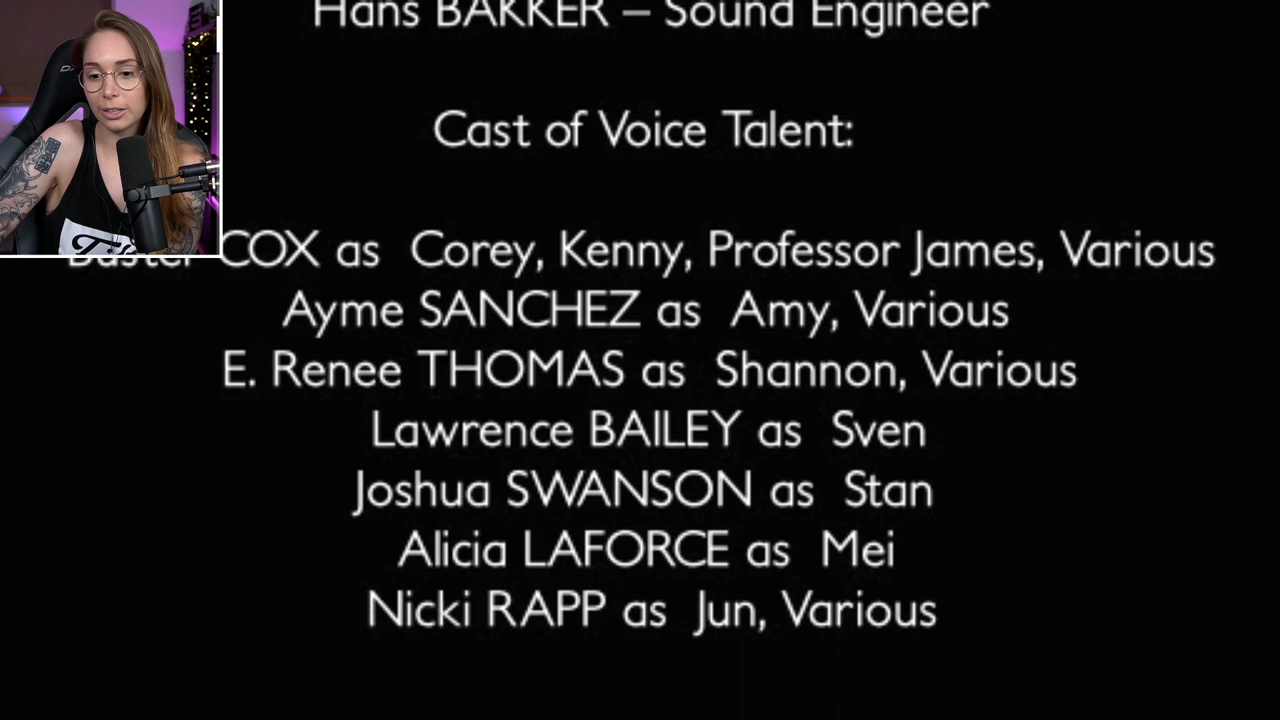 Hans BAKKER – Sound Engineer
Cast of Voice Talent:
COX as Corey, Kenny, Professor James, Various
Ayme SANCHEZ as Amy, Various
E. Renee THOMAS as Shannon, Various
Lawrence BAILEY as Sven
Joshua SWANSON as Stan
Alicia LAFORCE as Mei
Nicki RAPP as Jun, Various